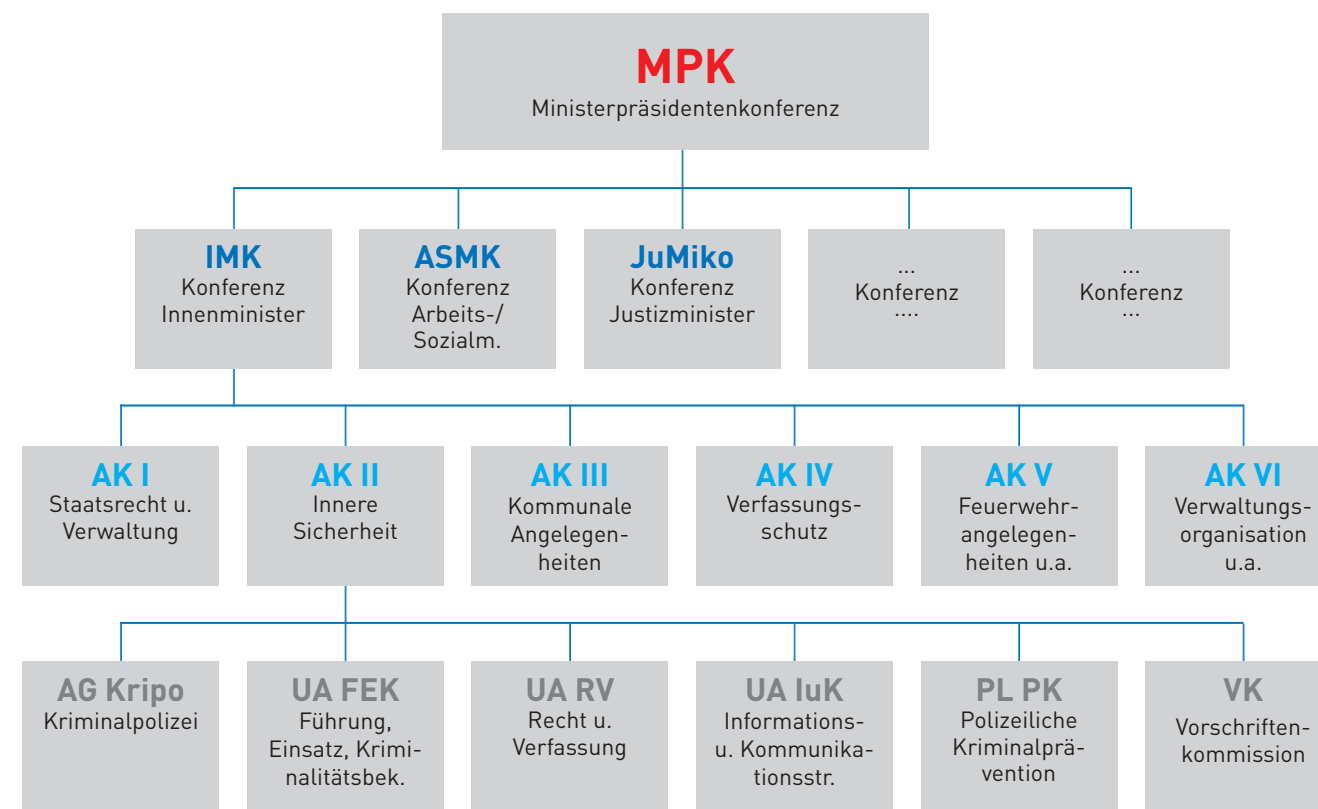 MPK
Ministerpräsidentenkonferenz
IMK
Konferenz
Innenminister
ASMK
Konferenz
Arbeits-/
Sozialm.
JuMiko
Konferenz
Justizminister
...
Konferenz
....
...
Konferenz
...
AK I
Staatsrecht u.
Verwaltung
AK II
Innere
Sicherheit
AK III
Kommunale
Angelegen-
heiten
AK IV
Verfassungs-
schutz
AK V
Feuerwehr-
angelegen-
heiten u.a.
AK VI
Verwaltungs-
organisation
u.a.
AG Kripo
Kriminalpolizei
UA FEK
Führung,
Einsatz, Krimi-
nalitätsbek.
UA RV
Recht u.
Verfassung
UA IuK
Informations-
u. Kommunika-
tionsstr.
PL PK
Polizeiliche
Kriminalprä-
vention
VK
Vorschriften-
kommission